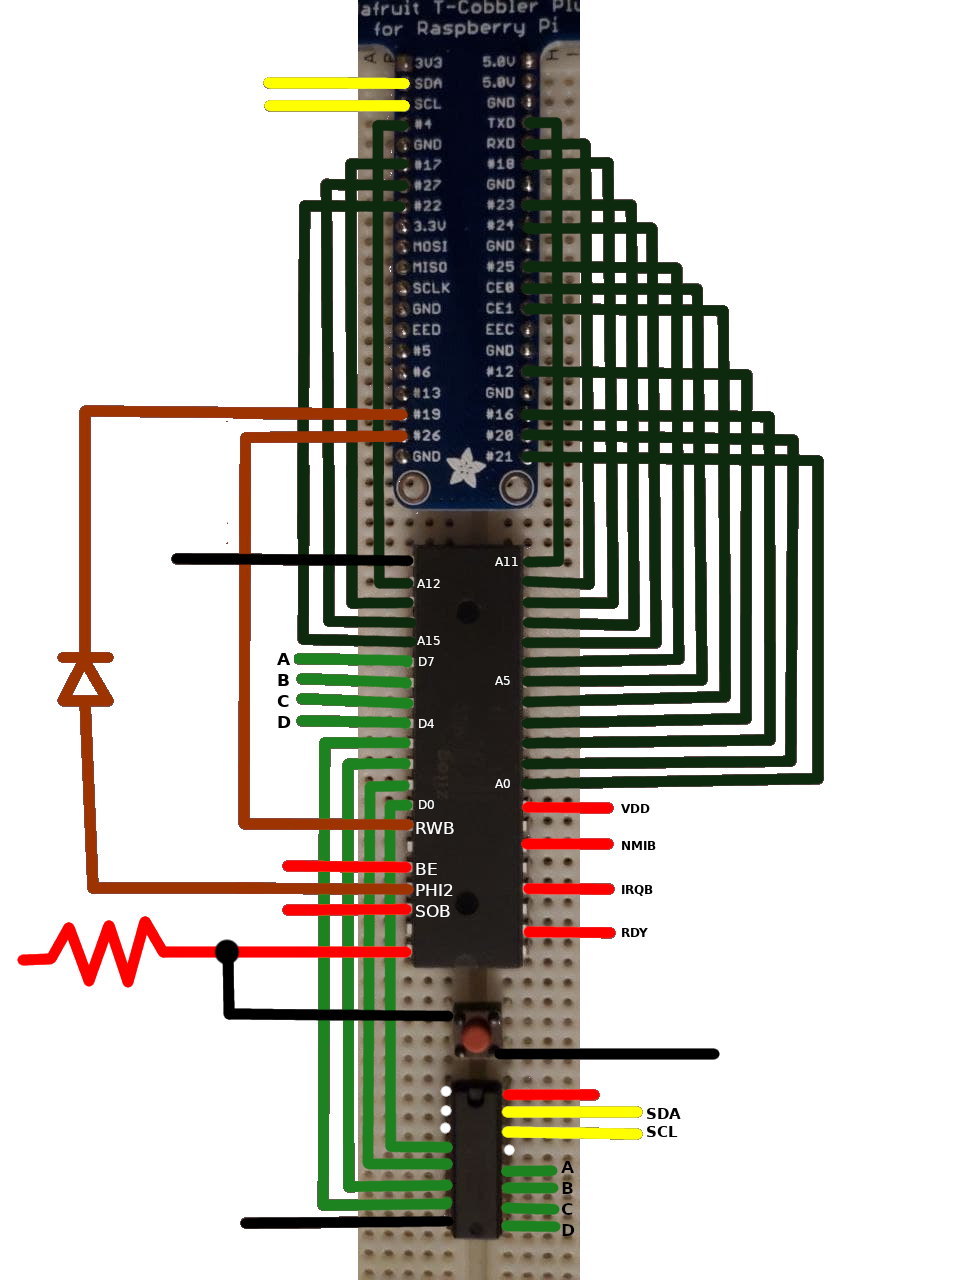 afruit T-Cobbler Plu
for Raspberry Pi
3V3 5.0V
SDA 5.0V
SCL GND
#4 TXD
GND RXD
#17 #18
#27 GND
#22 #23
3.3V #24
MOSI GND
MISO #25
SCLK CE0
GND CE1
EED EEC
#5 GND
#6 #12
#13 GND
#19 #16
#26 #20
GND #21
A11
A12
A15
A D7
B A5
C
D D4
zilog
A0
D0 VDD
RWB
NMIB
BE
PHI2 IRQB
SOB
RDY
SDA
SCL
A
B
C
D